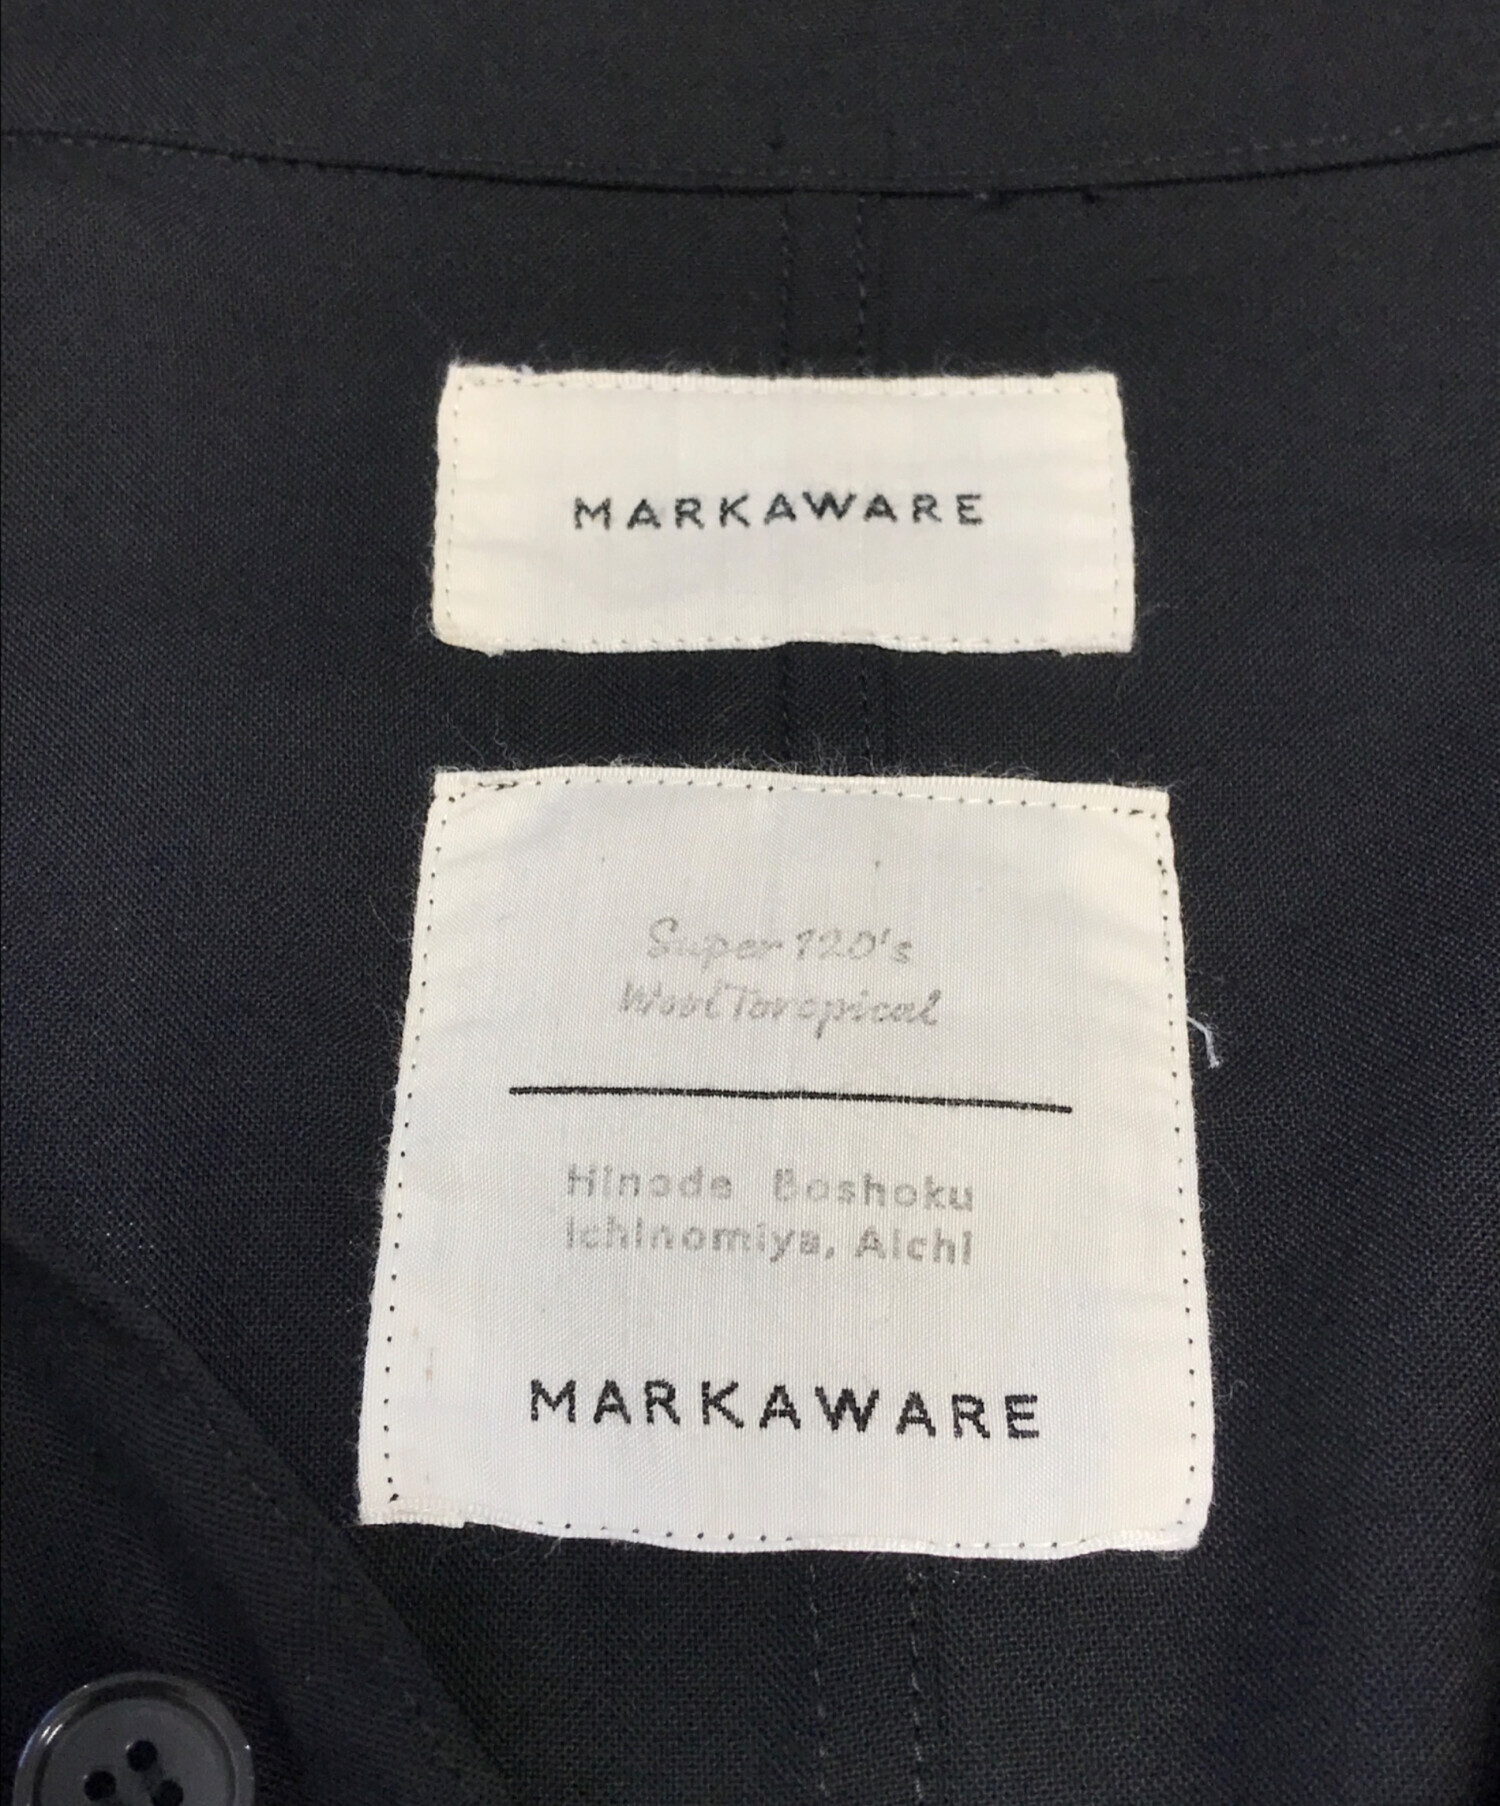 MARKAWARE
Super 120's
Wool Toropical
Hinode Boshoku
Ichinomiya, Aichi
MARKAWARE